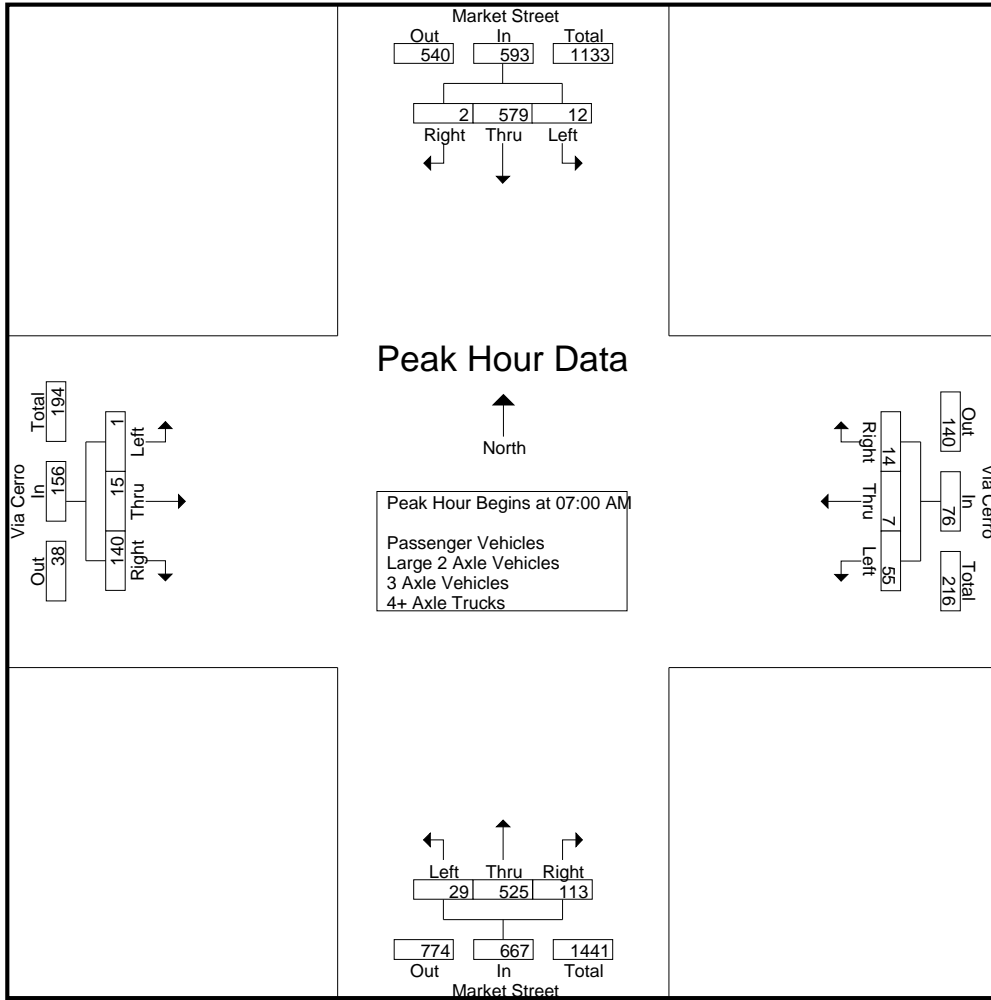 Market Street
Out In Total
540 593 1133
2 579 12
Right Thru Left
Peak Hour Data
North
Peak Hour Begins at 07:00 AM
Passenger Vehicles
Large 2 Axle Vehicles
3 Axle Vehicles
4+ Axle Trucks
Via Cerro
Total In Out
194 156 38
1 15 140
Left Thru Right
Right Thru Left
14 7 55
Out In Total
140 76 216
Via Cerro
Left Thru Right
29 525 113
774 667 1441
Out In Total
Market Street